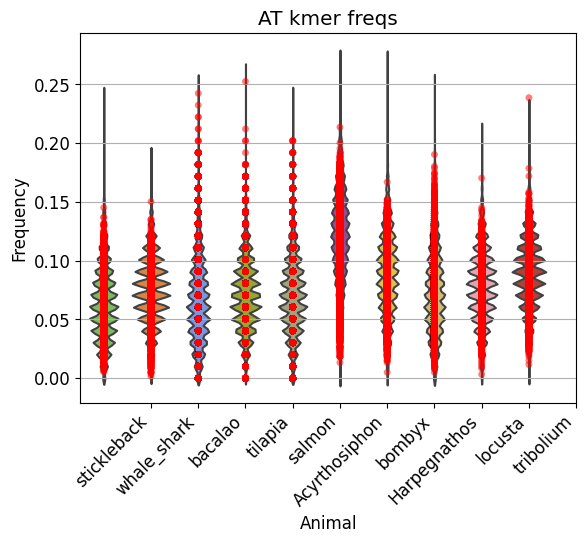 AT kmer freqs
Frequency
0.25
0.20
0.15
0.10
0.05
0.00
stickleback
whale_shark
bacalao
tilapia
salmon
Acyrthosiphon
bombyx
Harpegnathos
locusta
tribolium
Animal